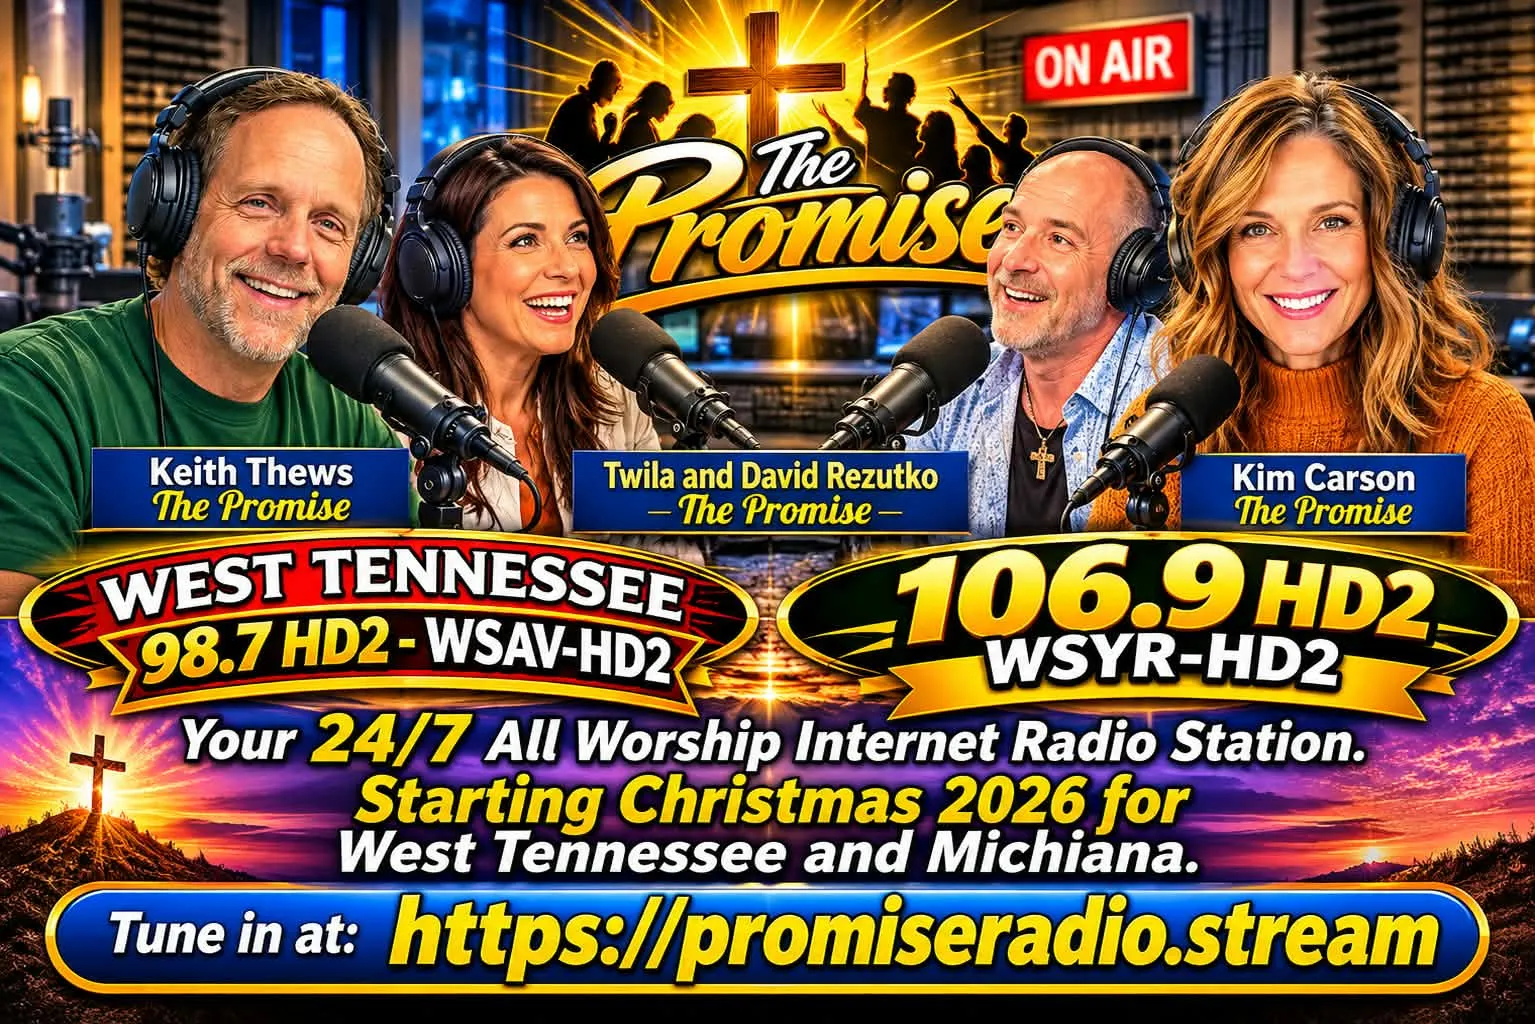 ON AIR
The
Promise
Keith Thews
The Promise
Twila and David Rezutko
— The Promise —
Kim Carson
The Promise
WEST TENNESSEE
98.7 HD2 - WSAV-HD2
106.9 HD2
WSYR-HD2
Your 24/7 All Worship Internet Radio Station.
Starting Christmas 2026 for
West Tennessee and Michiana.
Tune in at: https://promiseradio.stream